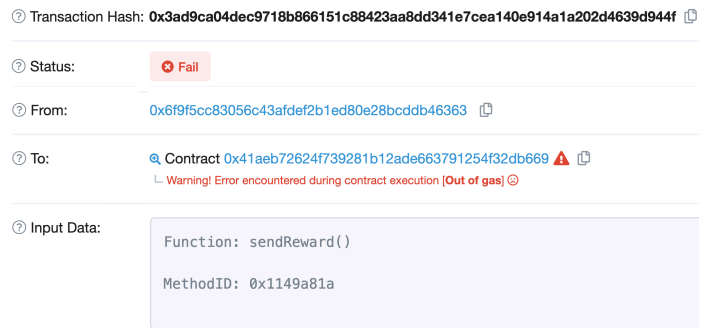 Transaction Hash: 0x3ad9ca04dec9718b866151c88423aa8dd341e7cea140e914a1a202d4639d944f
Status: Fail
From: 0x6f9f5cc83056c43afdef2b1ed80e28bcddb46363
To: Contract 0x41aeb72624f739281b12ade663791254f32db669
Warning! Error encountered during contract execution [Out of gas]
Input Data:
Function: sendReward()
MethodID: 0x1149a81a